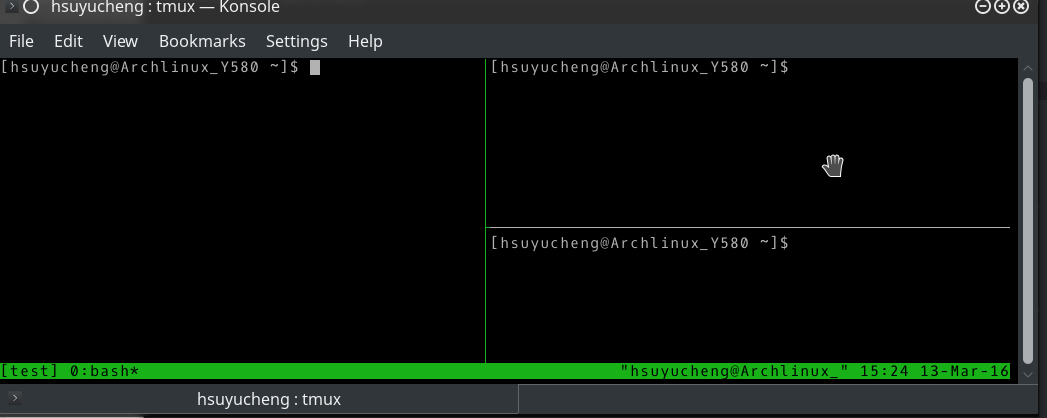 hsuyucheng : tmux — Konsole
File Edit View Bookmarks Settings Help
[hsuyucheng@Archlinux_Y580 ~]$
[hsuyucheng@Archlinux_Y580 ~]$
[hsuyucheng@Archlinux_Y580 ~]$
[test] 0:bash* "hsuyucheng@Archlinux_" 15:24 13-Mar-16
hsuyucheng : tmux